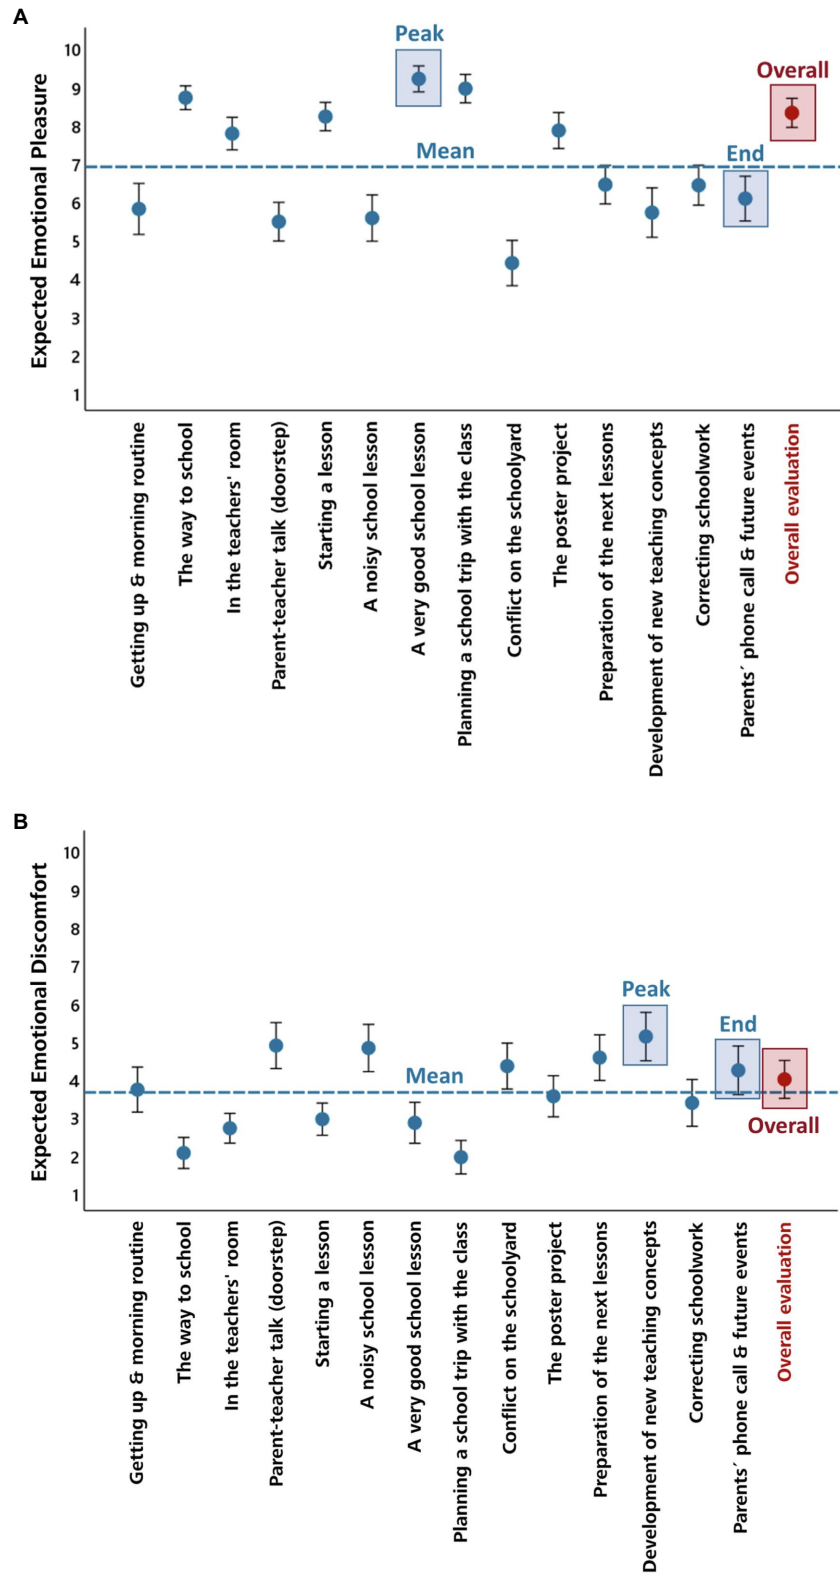 A
Expected Emotional Pleasure
10
9
8
7
6
5
4
3
2
1
Peak
Overall
Mean
End
Getting up & morning routine
The way to school
In the teachers' room
Parent-teacher talk (doorstep)
Starting a lesson
A noisy school lesson
A very good school lesson
Planning a school trip with the class
Conflict on the schoolyard
The poster project
Preparation of the next lessons
Development of new teaching concepts
Correcting schoolwork
Parents´ phone call & future events
Overall evaluation
B
Expected Emotional Discomfort
10
9
8
7
6
5
4
3
2
1
Peak
End
Mean
Overall
Getting up & morning routine
The way to school
In the teachers' room
Parent-teacher talk (doorstep)
Starting a lesson
A noisy school lesson
A very good school lesson
Planning a school trip with the class
Conflict on the schoolyard
The poster project
Preparation of the next lessons
Development of new teaching concepts
Correcting schoolwork
Parents´ phone call & future events
Overall evaluation